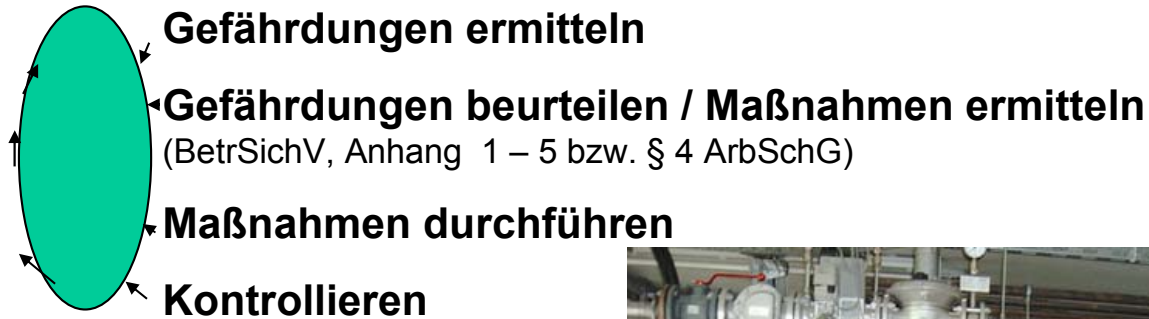 Gefährdungen ermitteln
Gefährdungen beurteilen / Maßnahmen ermitteln
(BetrSichV, Anhang 1 – 5 bzw. § 4 ArbSchG)
Maßnahmen durchführen
Kontrollieren